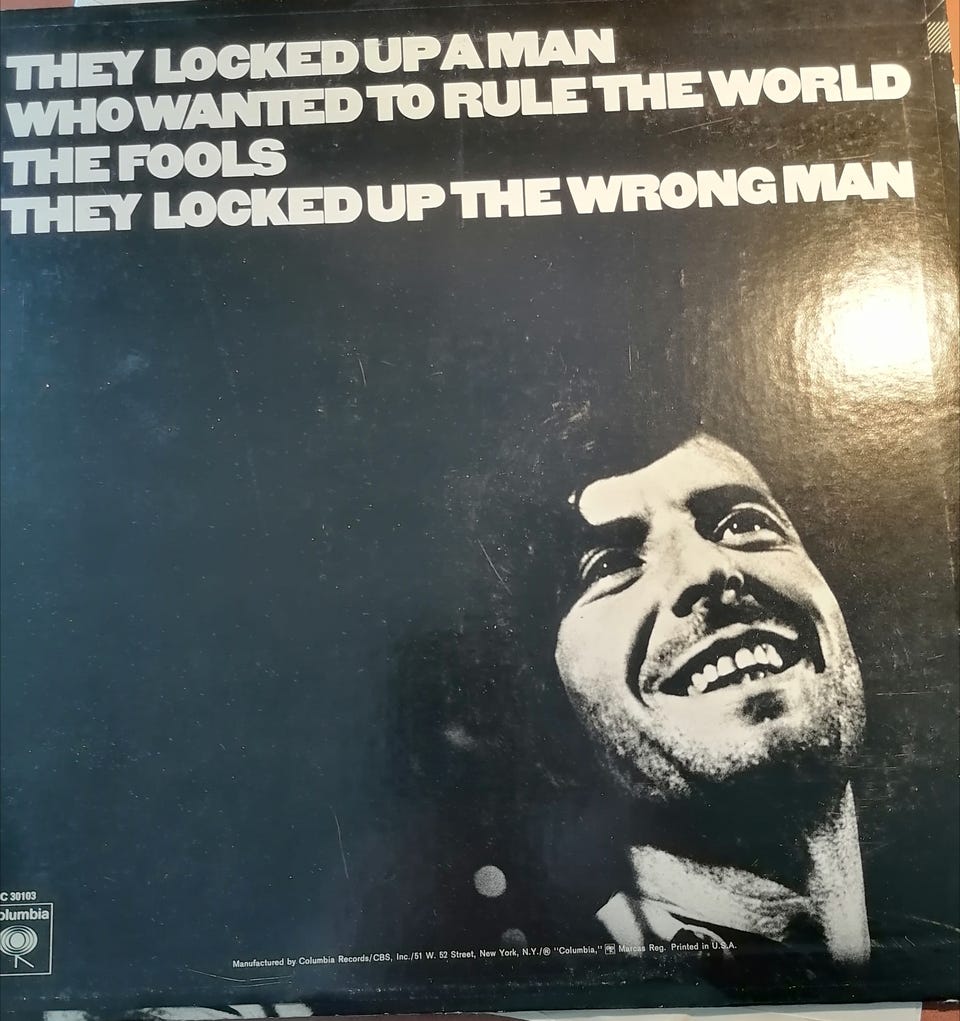 THEY LOCKED UP A MAN
WHO WANTED TO RULE THE WORLD
THE FOOLS
THEY LOCKED UP THE WRONG MAN
C 30103
olumbia
Manufactured by Columbia Records/CBS, Inc./51 W. 52 Street, New York, N.Y./® "Columbia," Marcas Reg. Printed in U.S.A.